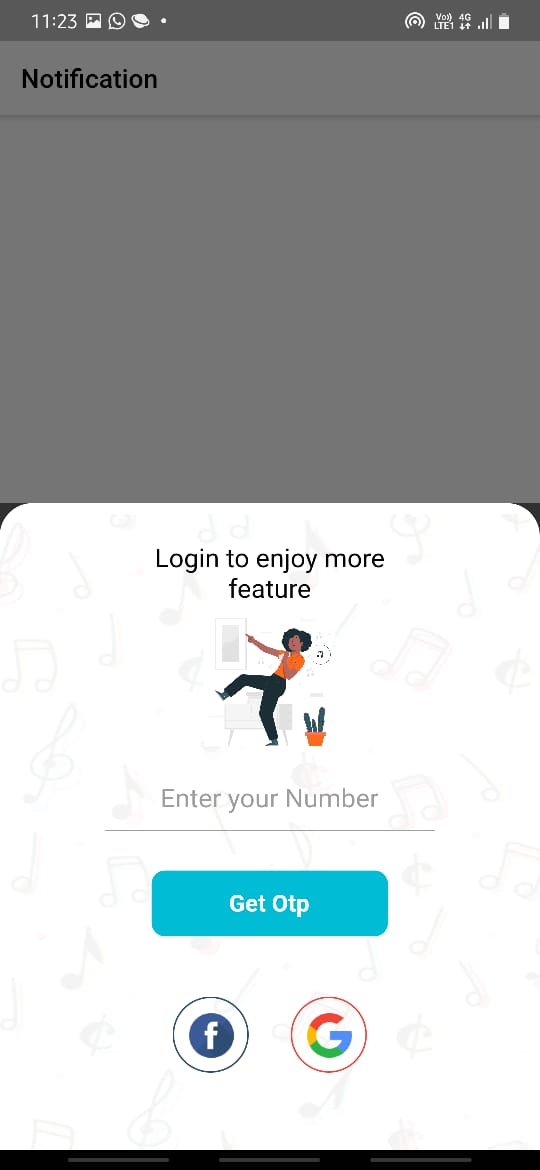 11:23
Vo)) 4G
LTE1
Notification
Login to enjoy more
feature
Enter your Number
Get Otp